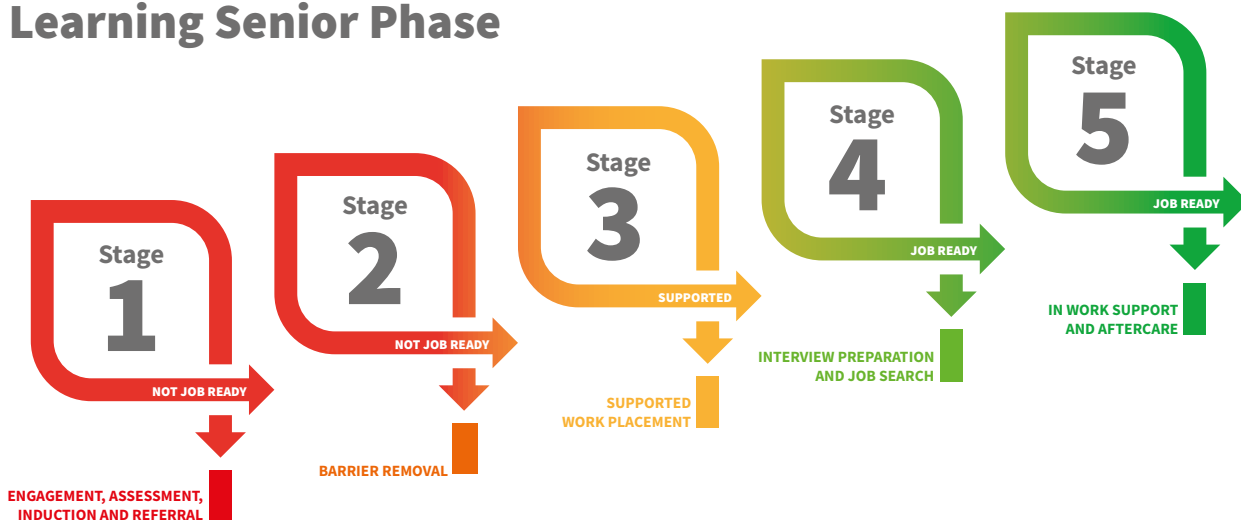 Learning Senior Phase
Stage
1
NOT JOB READY
ENGAGEMENT, ASSESSMENT,
INDUCTION AND REFERRAL
Stage
2
NOT JOB READY
BARRIER REMOVAL
Stage
3
SUPPORTED
SUPPORTED
WORK PLACEMENT
Stage
4
JOB READY
INTERVIEW PREPARATION
AND JOB SEARCH
Stage
5
JOB READY
IN WORK SUPPORT
AND AFTERCARE